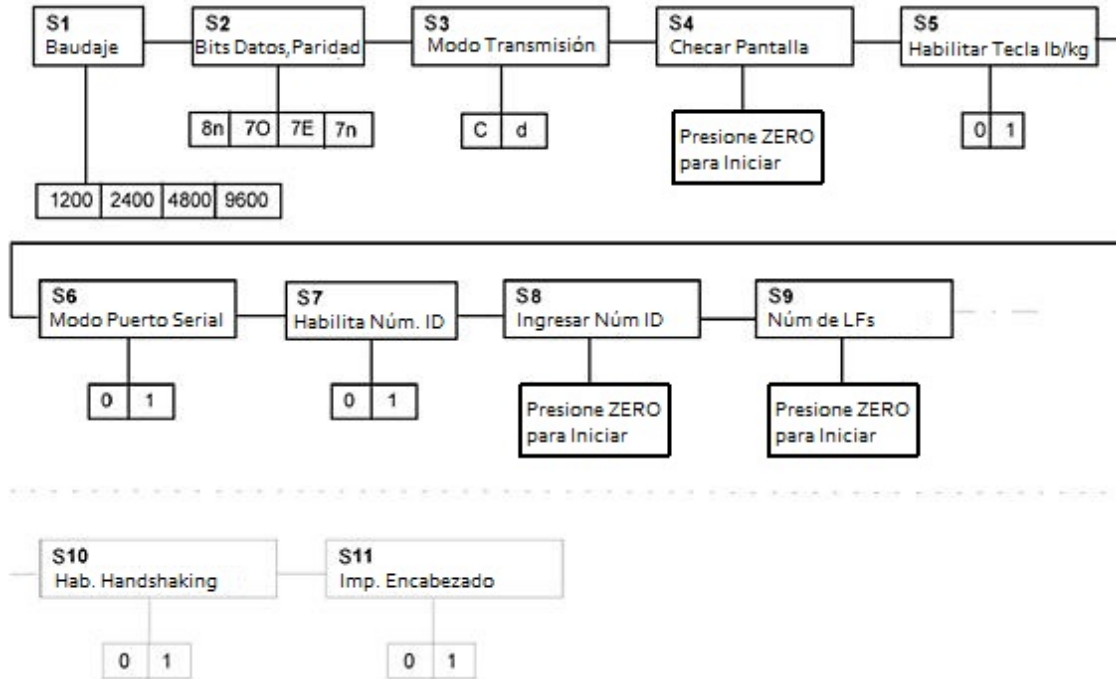 S1
Baudaje
S2
Bits Datos,Paridad
S3
Modo Transmisión
S4
Checar Pantalla
S5
Habilitar Tecla lb/kg
8n 7O 7E 7n
C d
Presione ZERO
para Iniciar
0 1
1200 2400 4800 9600
S6
Modo Puerto Serial
S7
Habilita Núm. ID
S8
Ingresar Núm ID
S9
Núm de LFs
0 1
0 1
Presione ZERO
para Iniciar
Presione ZERO
para Iniciar
S10
Hab. Handshaking
S11
Imp. Encabezado
0 1
0 1